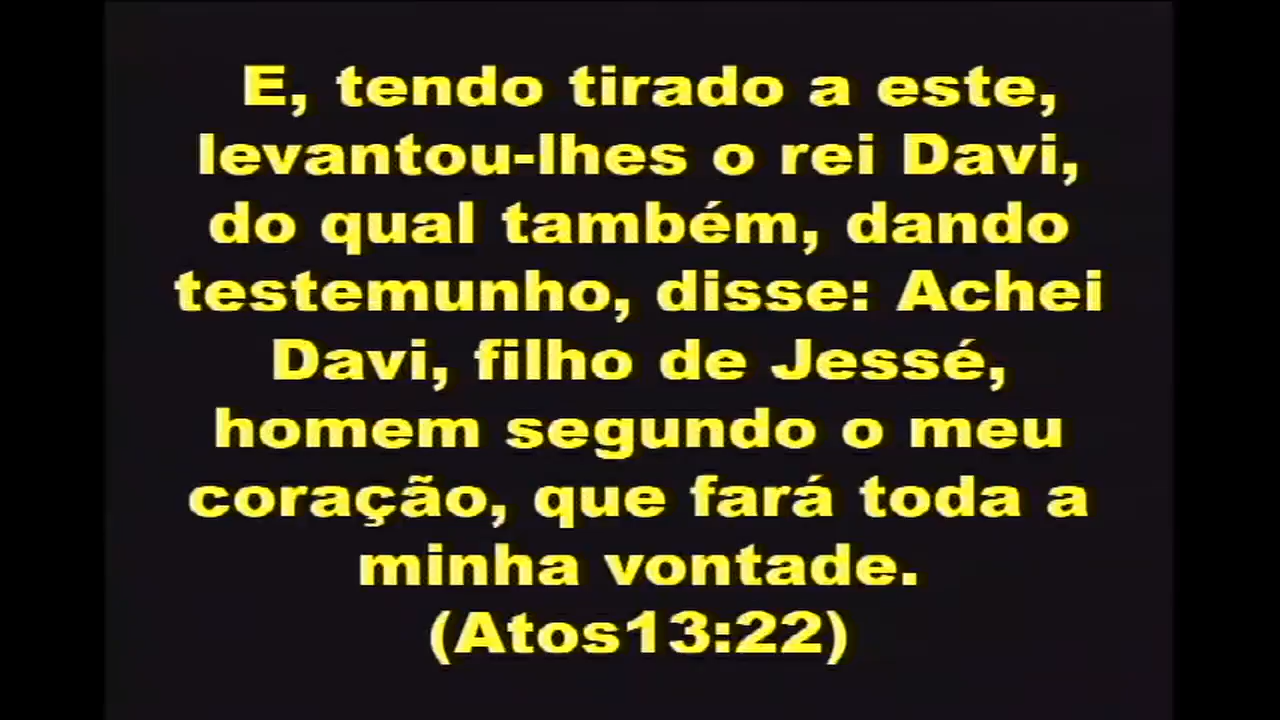 E, tendo tirado a este,
levantou-lhes o rei Davi,
do qual também, dando
testemunho, disse: Achei
Davi, filho de Jessé,
homem segundo o meu
coração, que fará toda a
minha vontade.
(Atos13:22)